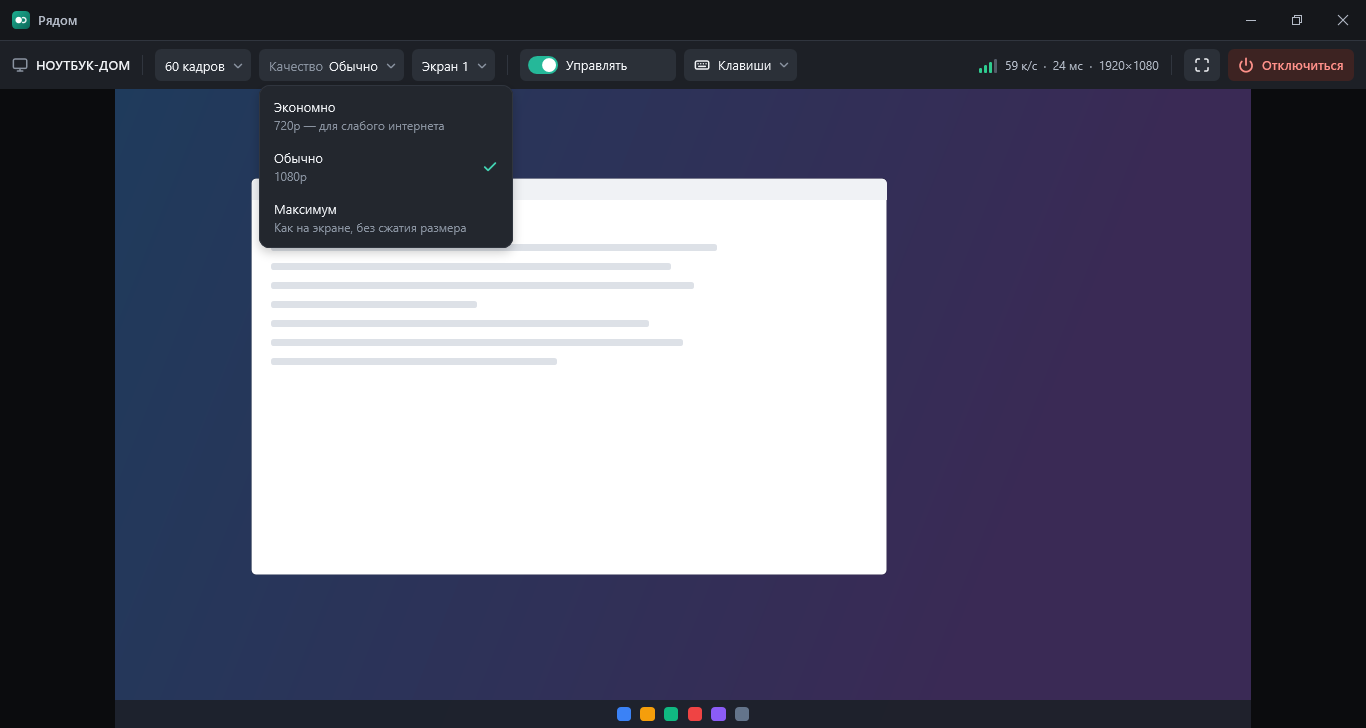 Рядом
НОУТБУК-ДОМ
60 кадров
Качество Обычно
Экран 1
Управлять
Клавиши
59 к/с · 24 мс · 1920×1080
Отключиться
Экономно
720p — для слабого интернета
Обычно
1080p
Максимум
Как на экране, без сжатия размера